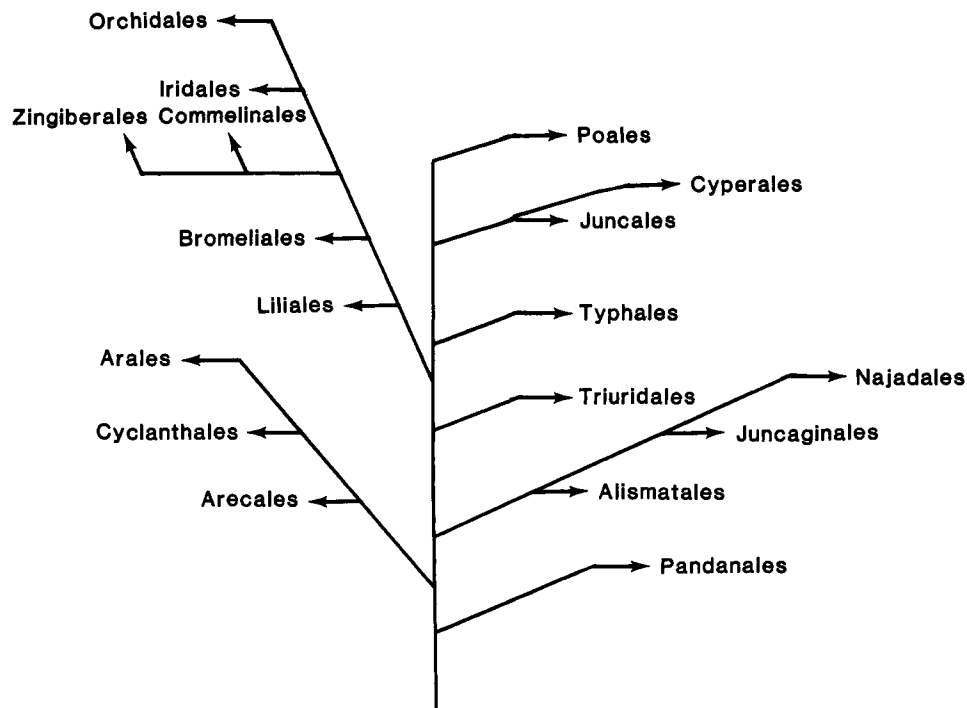 Orchidales
Iridales
Zingiberales Commelinales
Poales
Cyperales
Juncales
Bromeliales
Liliales
Typhales
Arales
Najadales
Triuridales
Cyclanthales
Juncaginales
Arecales
Alismatales
Pandanales